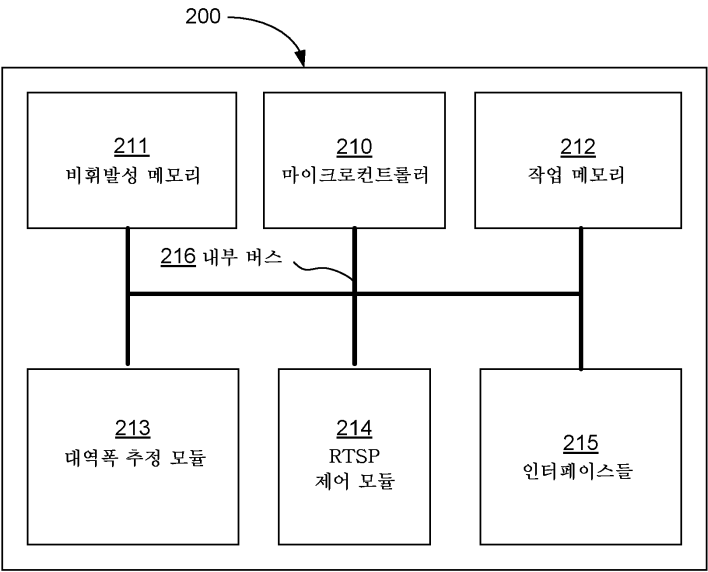 200
211
비휘발성 메모리
210
마이크로컨트롤러
212
작업 메모리
216 내부 버스
213
대역폭 추정 모듈
214
RTSP
제어 모듈
215
인터페이스들